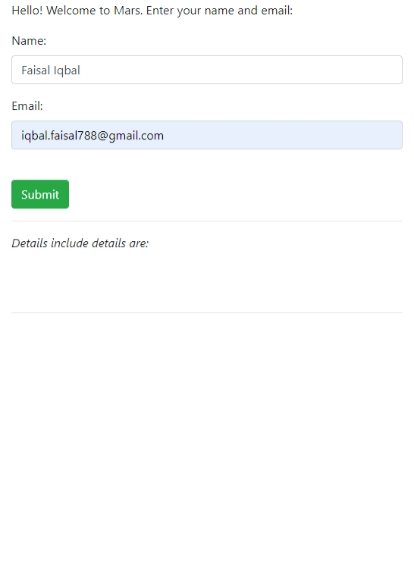 Hello! Welcome to Mars. Enter your name and email:
Name:
Faisal Iqbal
Email:
iqbal.faisal788@gmail.com
Submit
Details include details are: